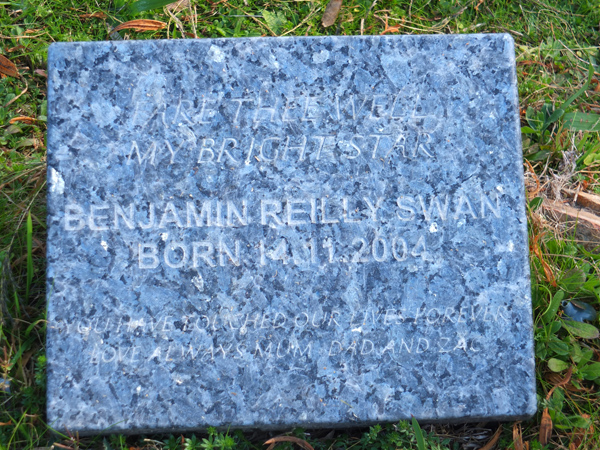 FARE THEE WELL
MY BRIGHT STAR
BENJAMIN REILLY SWAN
BORN 14.11.2004
YOU HAVE TOUCHED OUR LIVES FOREVER
LOVE ALWAYS MUM, DAD AND ZAC